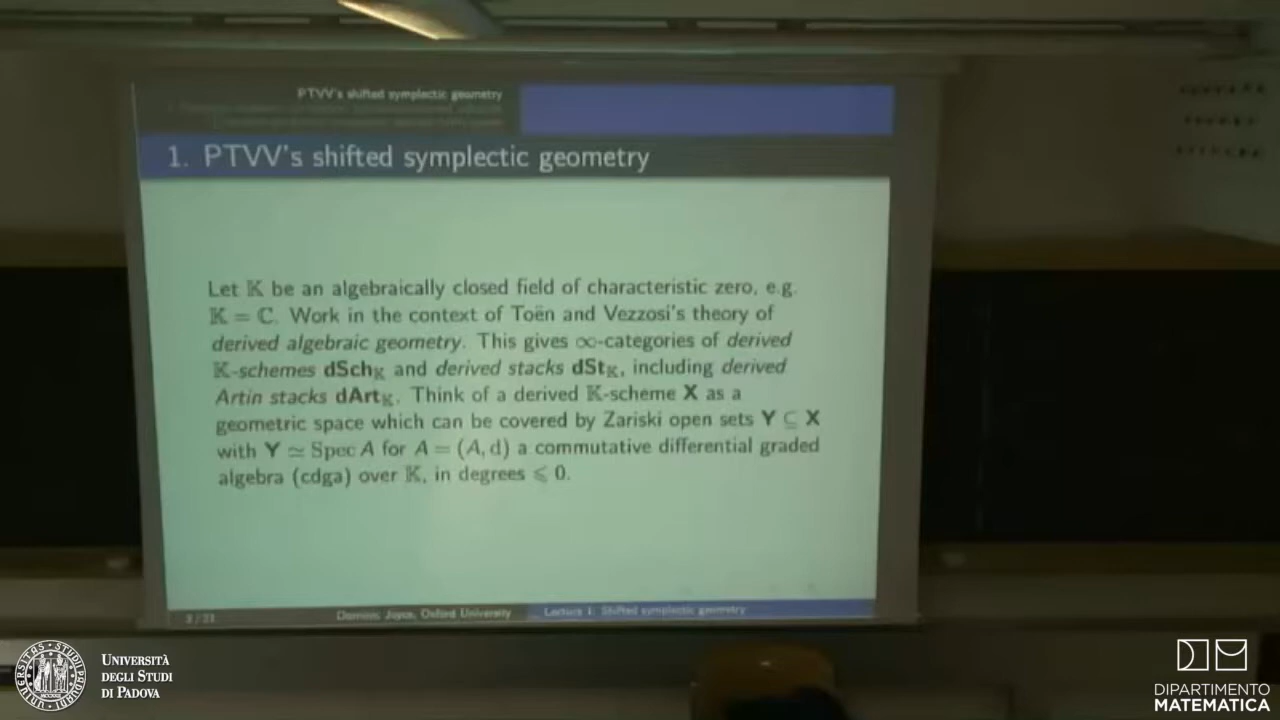 PTVV's shifted symplectic geometry
1. PTVV's shifted symplectic geometry
Let 𝕂 be an algebraically closed field of characteristic zero, e.g.
𝕂 = ℂ. Work in the context of Toën and Vezzosi's theory of
derived algebraic geometry. This gives ∞-categories of derived
𝕂-schemes dSch𝕂 and derived stacks dSt𝕂, including derived
Artin stacks dArt𝕂. Think of a derived 𝕂-scheme X as a
geometric space which can be covered by Zariski open sets Y ⊆ X
with Y ≃ Spec A for A = (A, d) a commutative differential graded
algebra (cdga) over 𝕂, in degrees ⩽ 0.
Dominic Joyce, Oxford University
Lecture 1: Shifted symplectic geometry
UNIVERSITÀ
DEGLI STUDI
DI PADOVA
DIPARTIMENTO
MATEMATICA